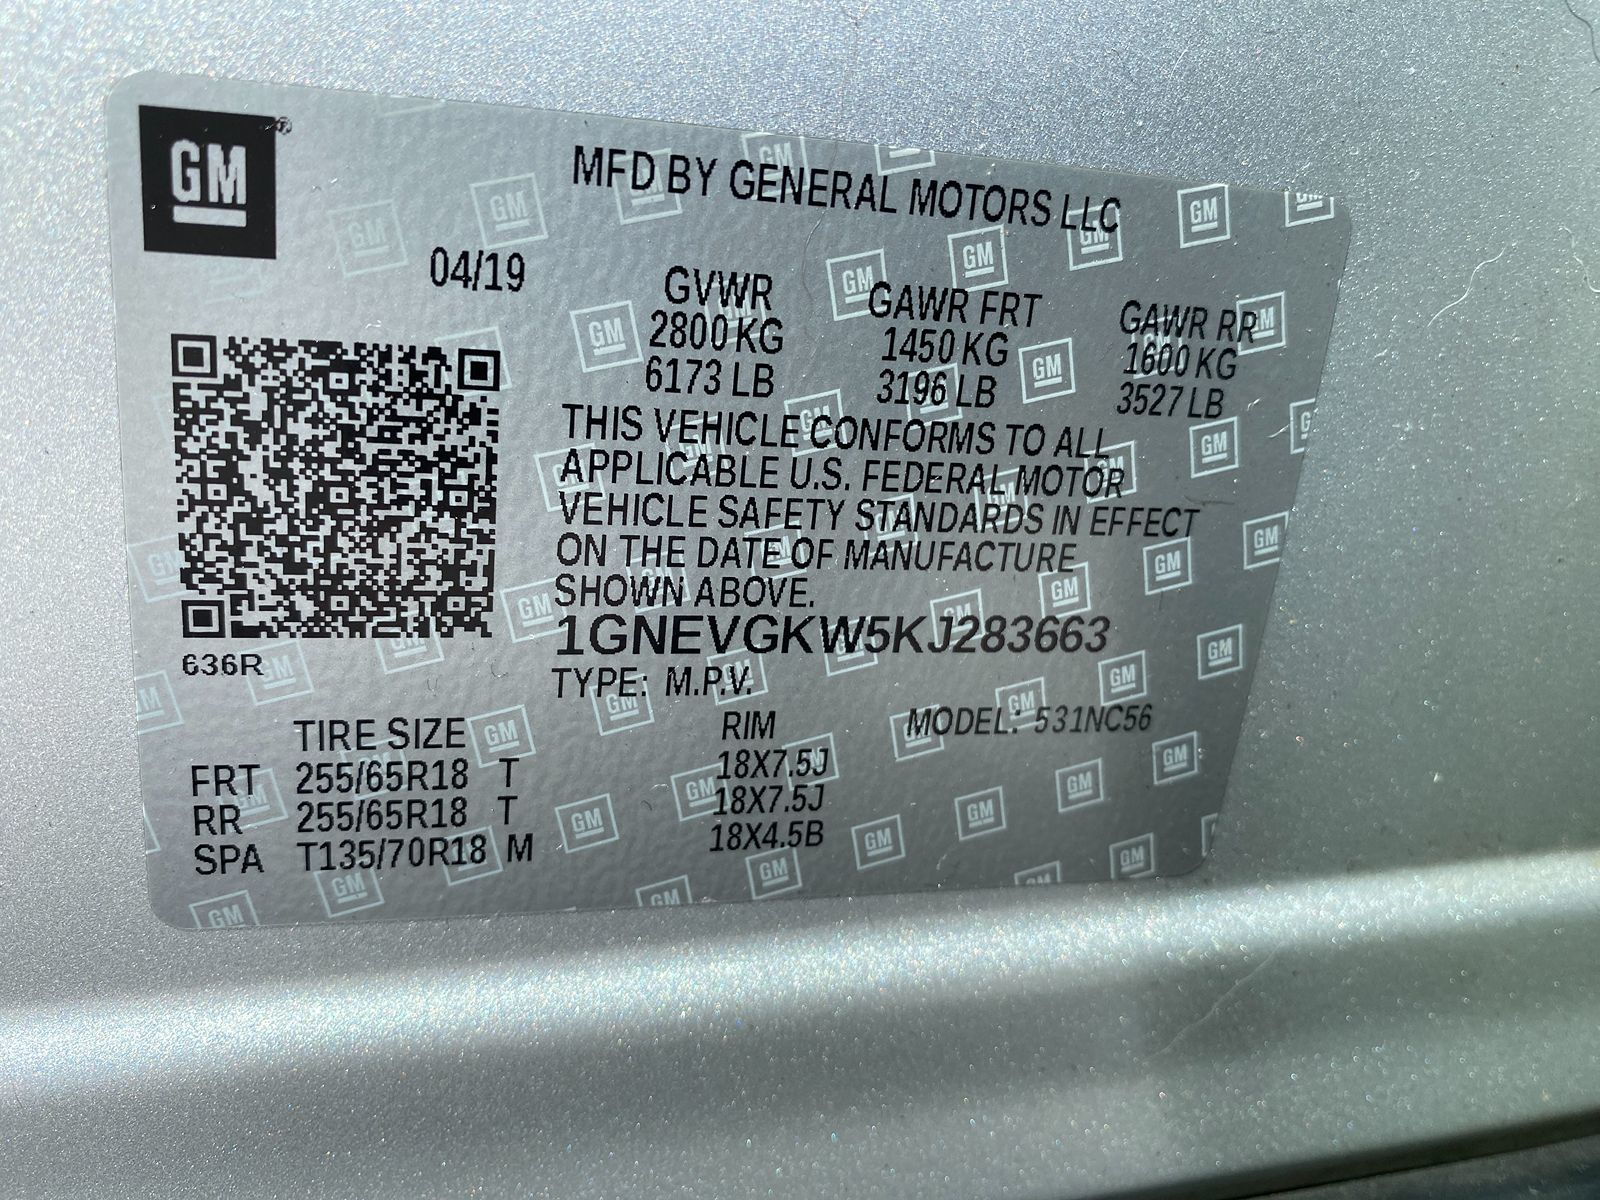 GM
MFD BY GENERAL MOTORS LLC
04/19
GVWR GAWR FRT GAWR RR
2800 KG 1450 KG 1600 KG
6173 LB 3196 LB 3527 LB
THIS VEHICLE CONFORMS TO ALL
APPLICABLE U.S. FEDERAL MOTOR
VEHICLE SAFETY STANDARDS IN EFFECT
ON THE DATE OF MANUFACTURE
SHOWN ABOVE.
1GNEVGKW5KJ283663
636R
TYPE: M.P.V.
TIRE SIZE RIM MODEL: 531NC56
FRT 255/65R18 T 18X7.5J
RR 255/65R18 T 18X7.5J
SPA T135/70R18 M 18X4.5B